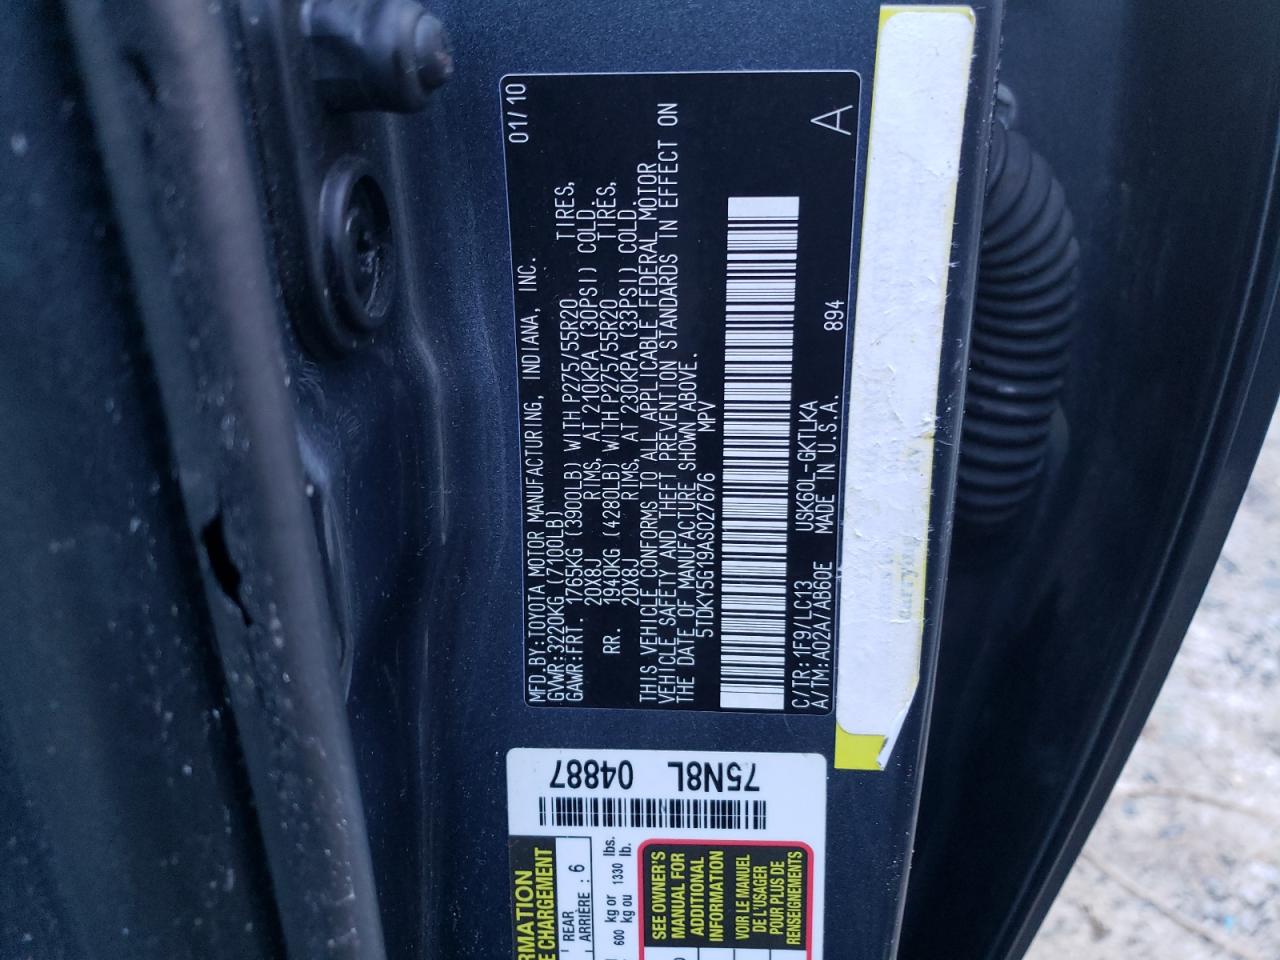 MFD.BY:TOYOTA MOTOR MANUFACTURING, INDIANA, INC. 01/10
GVWR:3220KG (7100LB)
GAWR:FRT. 1765KG (3900LB) WITH P275/55R20 TIRES,
20X8J RIMS, AT 210KPA (30PSI) COLD
RR. 1940KG (4280LB) WITH P275/55R20 TIRES,
20X8J RIMS, AT 230KPA (33PSI) COLD.
THIS VEHICLE CONFORMS TO ALL APPLICABLE FEDERAL MOTOR
VEHICLE SAFETY AND THEFT PREVENTION STANDARDS IN EFFECT ON
THE DATE OF MANUFACTURE SHOWN ABOVE.
5TDKY5G19AS027676 MPV
C/TR:1F9/LC13 USK60L-GKTLKA 894 A
A/TM:A02A/AB60E MADE IN U.S.A.
75N8L 04887
RMATION
E CHARGEMENT
REAR
ARRIÈRE : 6
600 kg or 1330 lbs.
kg ou lb.
SEE OWNER'S
MANUAL FOR
ADDITIONAL
INFORMATION
VOIR LE MANUEL
DE L'USAGER
POUR PLUS DE
RENSEIGNEMENTS